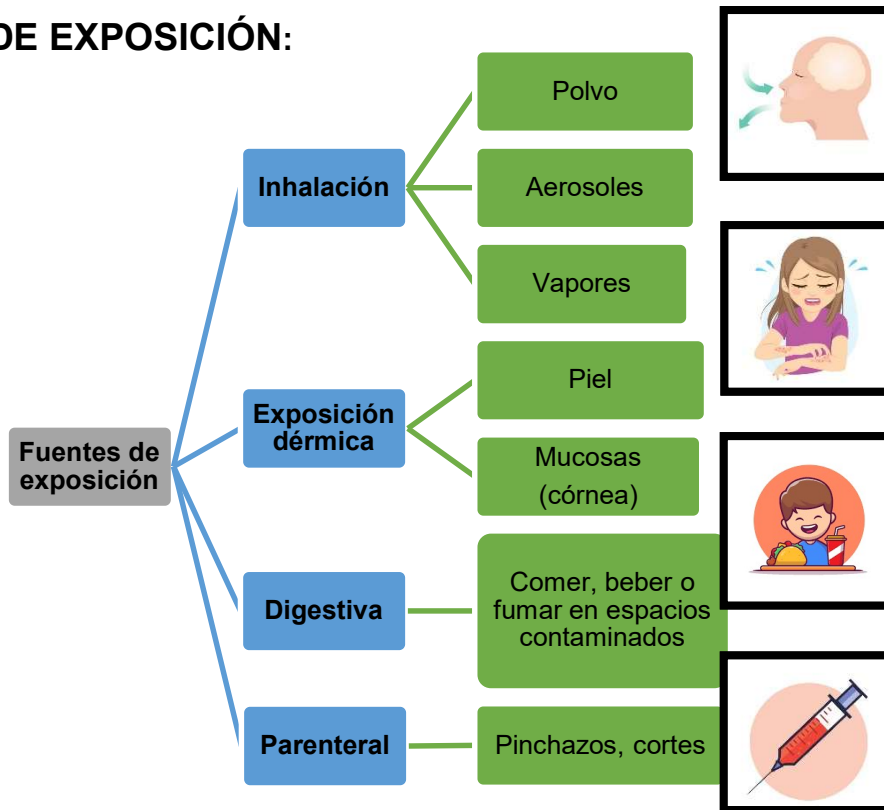 DE EXPOSICIÓN:
Fuentes de
exposición
Inhalación
Polvo
Aerosoles
Vapores
Exposición
dérmica
Piel
Mucosas
(córnea)
Digestiva
Comer, beber o
fumar en espacios
contaminados
Parenteral
Pinchazos, cortes